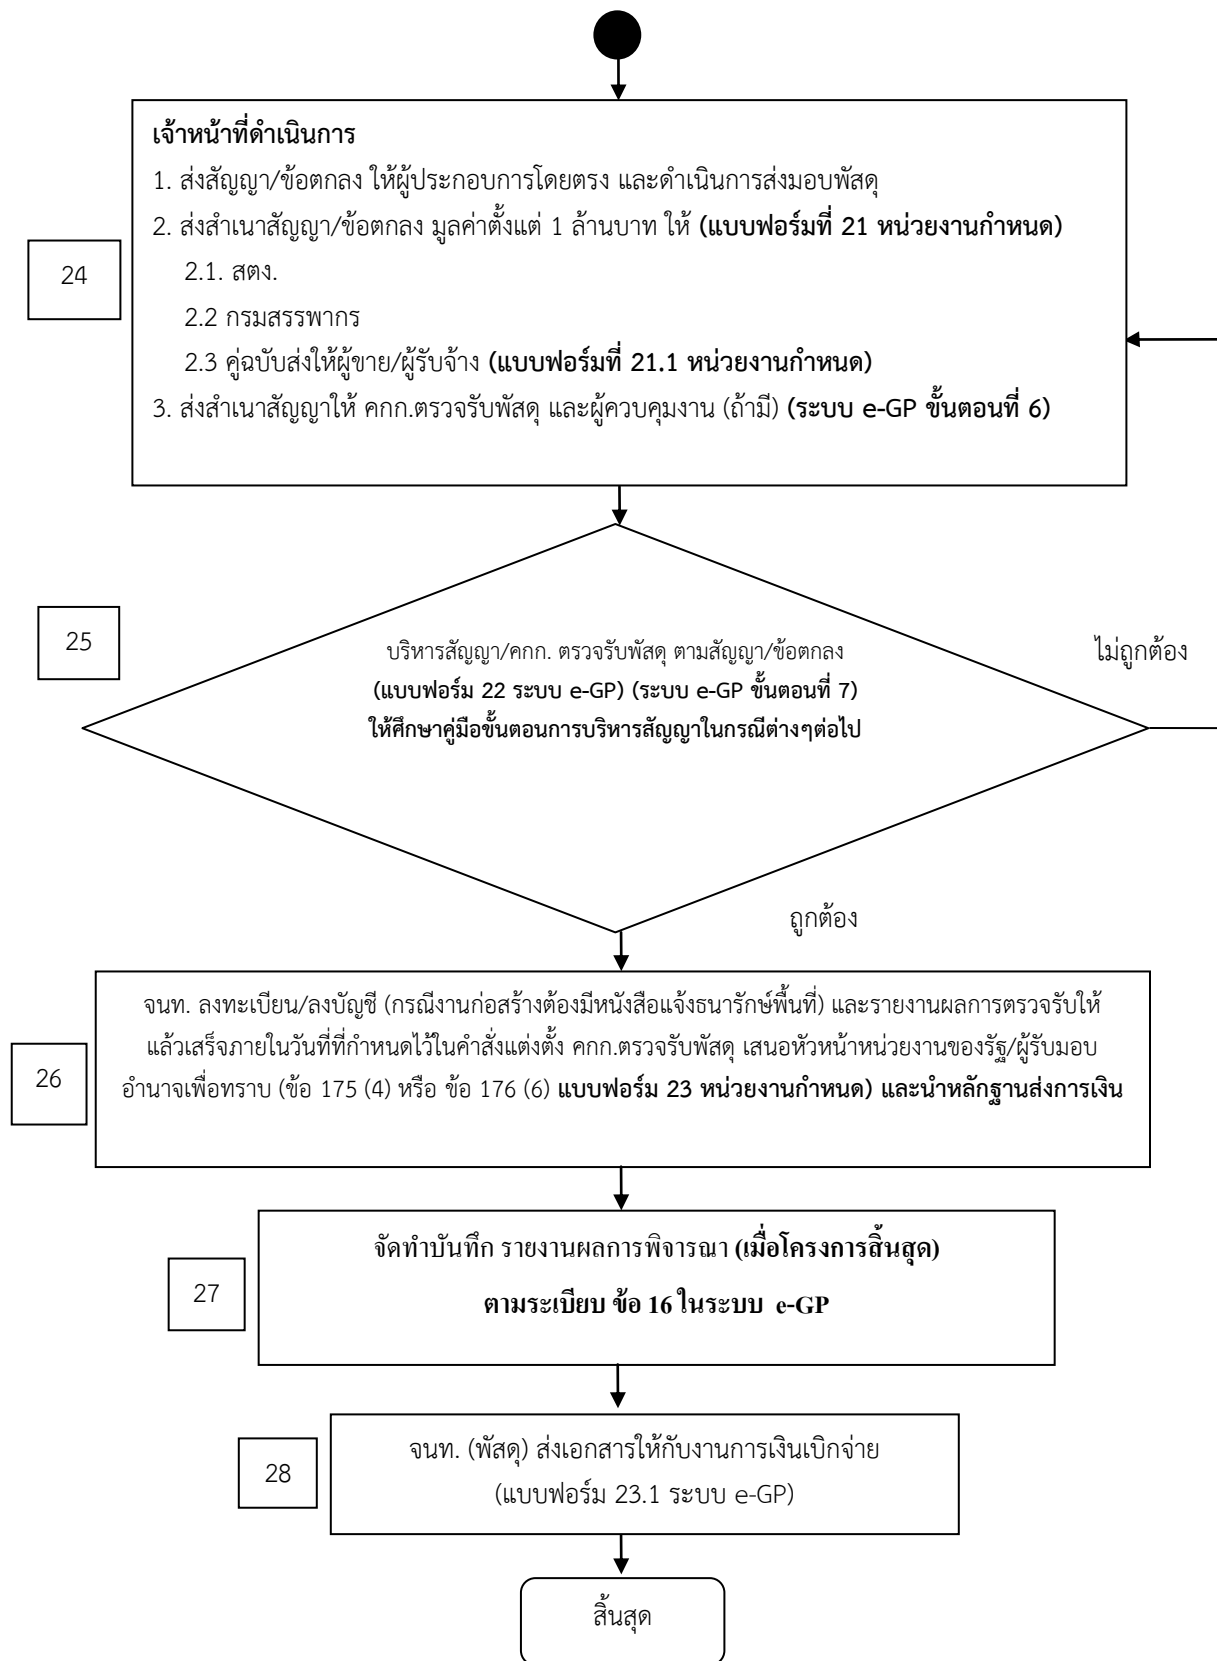 เจ้าหน้าที่ดำเนินการ
1. ส่งสัญญา/ข้อตกลง ให้ผู้ประกอบการโดยตรง และดำเนินการส่งมอบพัสดุ
2. ส่งสำเนาสัญญา/ข้อตกลง มูลค่าตั้งแต่ 1 ล้านบาท ให้ (แบบฟอร์มที่ 21 หน่วยงานกำหนด)
24
2.1. สตง.
2.2 กรมสรรพากร
2.3 คู่ฉบับส่งให้ผู้ขาย/ผู้รับจ้าง (แบบฟอร์มที่ 21.1 หน่วยงานกำหนด)
3. ส่งสำเนาสัญญาให้ คกก.ตรวจรับพัสดุ และผู้ควบคุมงาน (ถ้ามี) (ระบบ e-GP ขั้นตอนที่ 6)
25
บริหารสัญญา/คกก. ตรวจรับพัสดุ ตามสัญญา/ข้อตกลง
(แบบฟอร์ม 22 ระบบ e-GP) (ระบบ e-GP ขั้นตอนที่ 7)
ให้ศึกษาคู่มือขั้นตอนการบริหารสัญญาในกรณีต่างๆต่อไป
ไม่ถูกต้อง
ถูกต้อง
จนท. ลงทะเบียน/ลงบัญชี (กรณีงานก่อสร้างต้องมีหนังสือแจ้งธนารักษ์พื้นที่) และรายงานผลการตรวจรับให้
แล้วเสร็จภายในวันที่ที่กำหนดไว้ในคำสั่งแต่งตั้ง คกก.ตรวจรับพัสดุ เสนอหัวหน้าหน่วยงานของรัฐ/ผู้รับมอบ
26
อำนาจเพื่อทราบ (ข้อ 175 (4) หรือ ข้อ 176 (6) แบบฟอร์ม 23 หน่วยงานกำหนด) และนำหลักฐานส่งการเงิน
จัดทำบันทึก รายงานผลการพิจารณา (เมื่อโครงการสิ้นสุด)
27
ตามระเบียบ ข้อ 16 ในระบบ e-GP
จนท. (พัสดุ) ส่งเอกสารให้กับงานการเงินเบิกจ่าย
28
(แบบฟอร์ม 23.1 ระบบ e-GP)
สิ้นสุด